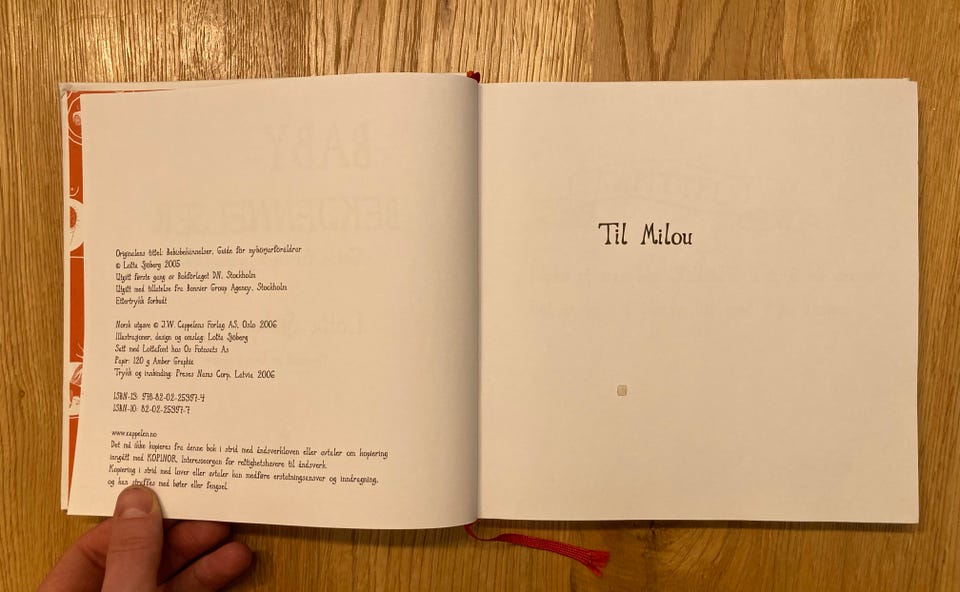 Originalens tittel: Bebisbekännelser, Guide för nybörjarföräldrar
© Lotta Sjöberg 2005
Utgitt første gang av Bokförlaget DN, Stockholm
Utgitt med tillatelse fra Bonnier Group Agency, Stockholm
Ettertrykk forbudt
Norsk utgave © J.W. Cappelens Forlag AS, Oslo 2006
Illustrasjoner, design og omslag: Lotta Sjöberg
Satt med Lottafont hos Oz Fotosats As
Papir: 120 g Amber Graphic
Trykk og innbinding: Preses Nams Corp, Latvia 2006
ISBN-13: 978-82-02-25397-4
ISBN-10: 82-02-25397-7
www.cappelen.no
Det må ikke kopieres fra denne bok i strid med åndsverkloven eller avtaler om kopiering
inngått med KOPINOR, Interesseorgan for rettighetshavere til åndsverk.
Kopiering i strid med lover eller avtaler kan medføre erstatningsansvar og inndragning,
og kan straffes med bøter eller fengsel.
Til Milou